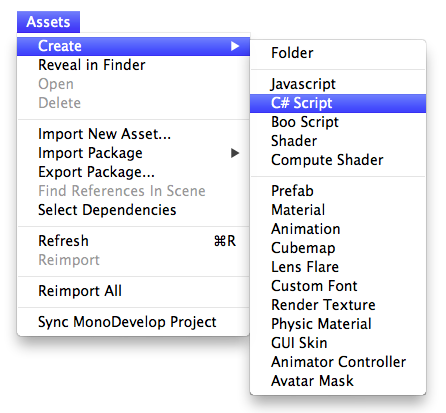 Assets
Create
Reveal in Finder
Open
Delete
Import New Asset...
Import Package
Export Package...
Find References In Scene
Select Dependencies
Refresh ⌘R
Reimport
Reimport All
Sync MonoDevelop Project
Folder
Javascript
C# Script
Boo Script
Shader
Compute Shader
Prefab
Material
Animation
Cubemap
Lens Flare
Custom Font
Render Texture
Physic Material
GUI Skin
Animator Controller
Avatar Mask